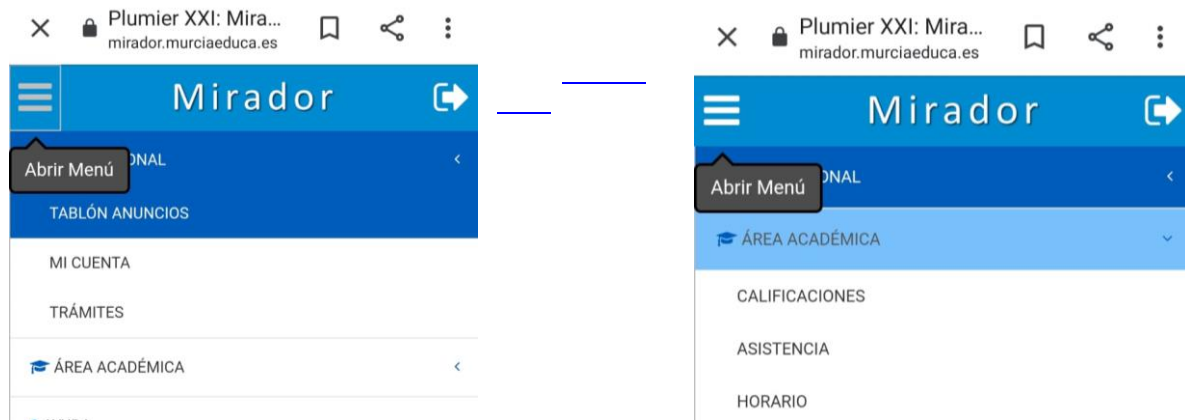 Plumier XXI: Mira...
mirador.murciaeduca.es
Mirador
ONAL
Abrir Menú
TABLÓN ANUNCIOS
MI CUENTA
TRÁMITES
ÁREA ACADÉMICA
Plumier XXI: Mira...
mirador.murciaeduca.es
Mirador
ONAL
Abrir Menú
ÁREA ACADÉMICA
CALIFICACIONES
ASISTENCIA
HORARIO